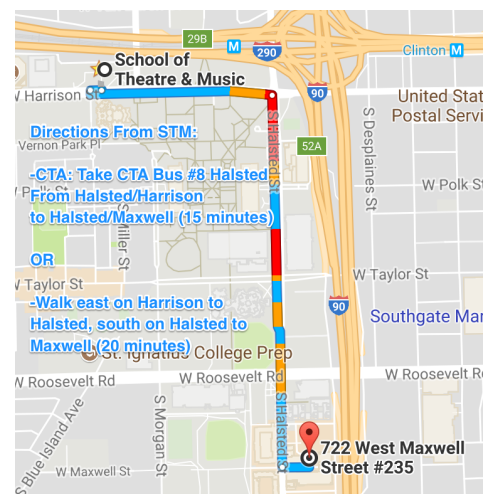 29B
M
290
Clinton M
School of
Theatre & Music
W Harrison St
90
United Stat
Postal Servi
Directions From STM:
Vernon Park Pl
S Halsted St
52A
S Desplaines St
-CTA: Take CTA Bus #8 Halsted
From Halsted/Harrison
to Halsted/Maxwell (15 minutes)
W Polk St
W Polk S
S Miller St
OR
W Taylor St
W Taylor St
90
-Walk east on Harrison to
Halsted, south on Halsted to
Maxwell (20 minutes)
Southgate Mar
St. Ignatius College Prep
W Roosevelt Rd
W Roosevelt Rd
W Roosevelt Rd
S Blue Island Ave
S Morgan St
S Halsted
722 West Maxwell
Street #235
W Maxwell St